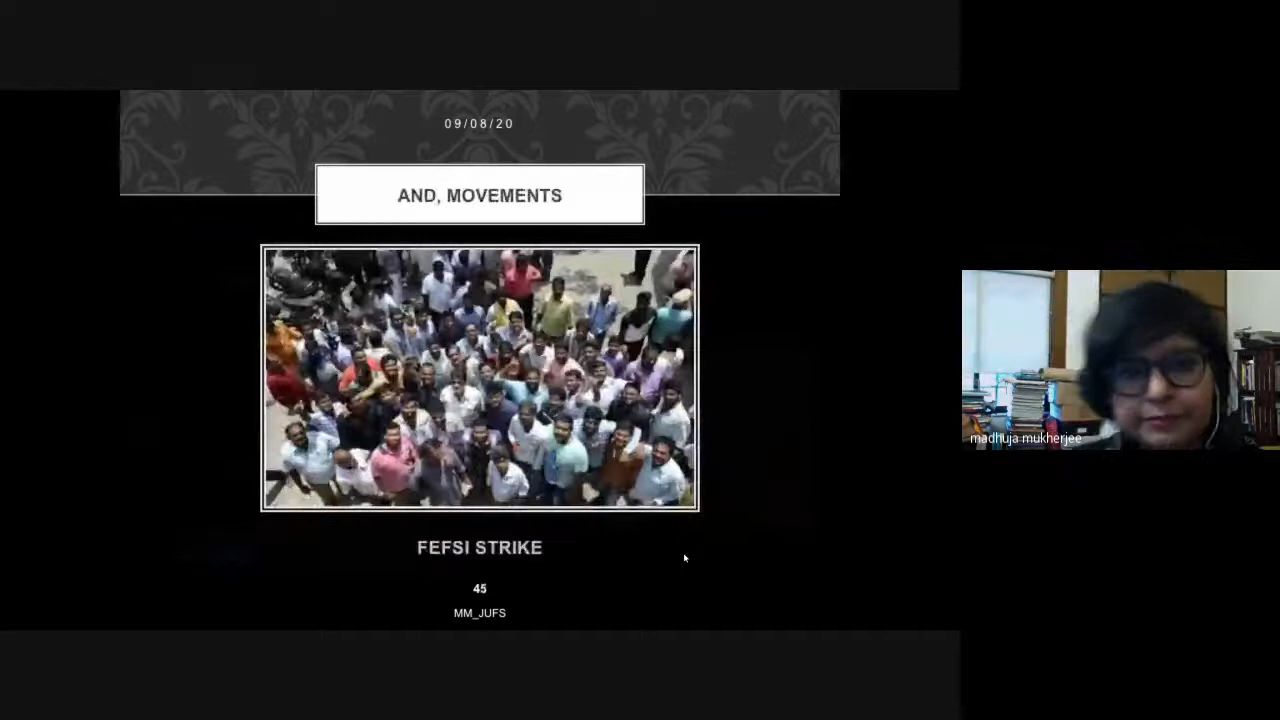 09/08/20
AND, MOVEMENTS
FEFSI STRIKE
45
MM_JUFS
madhuja mukherjee